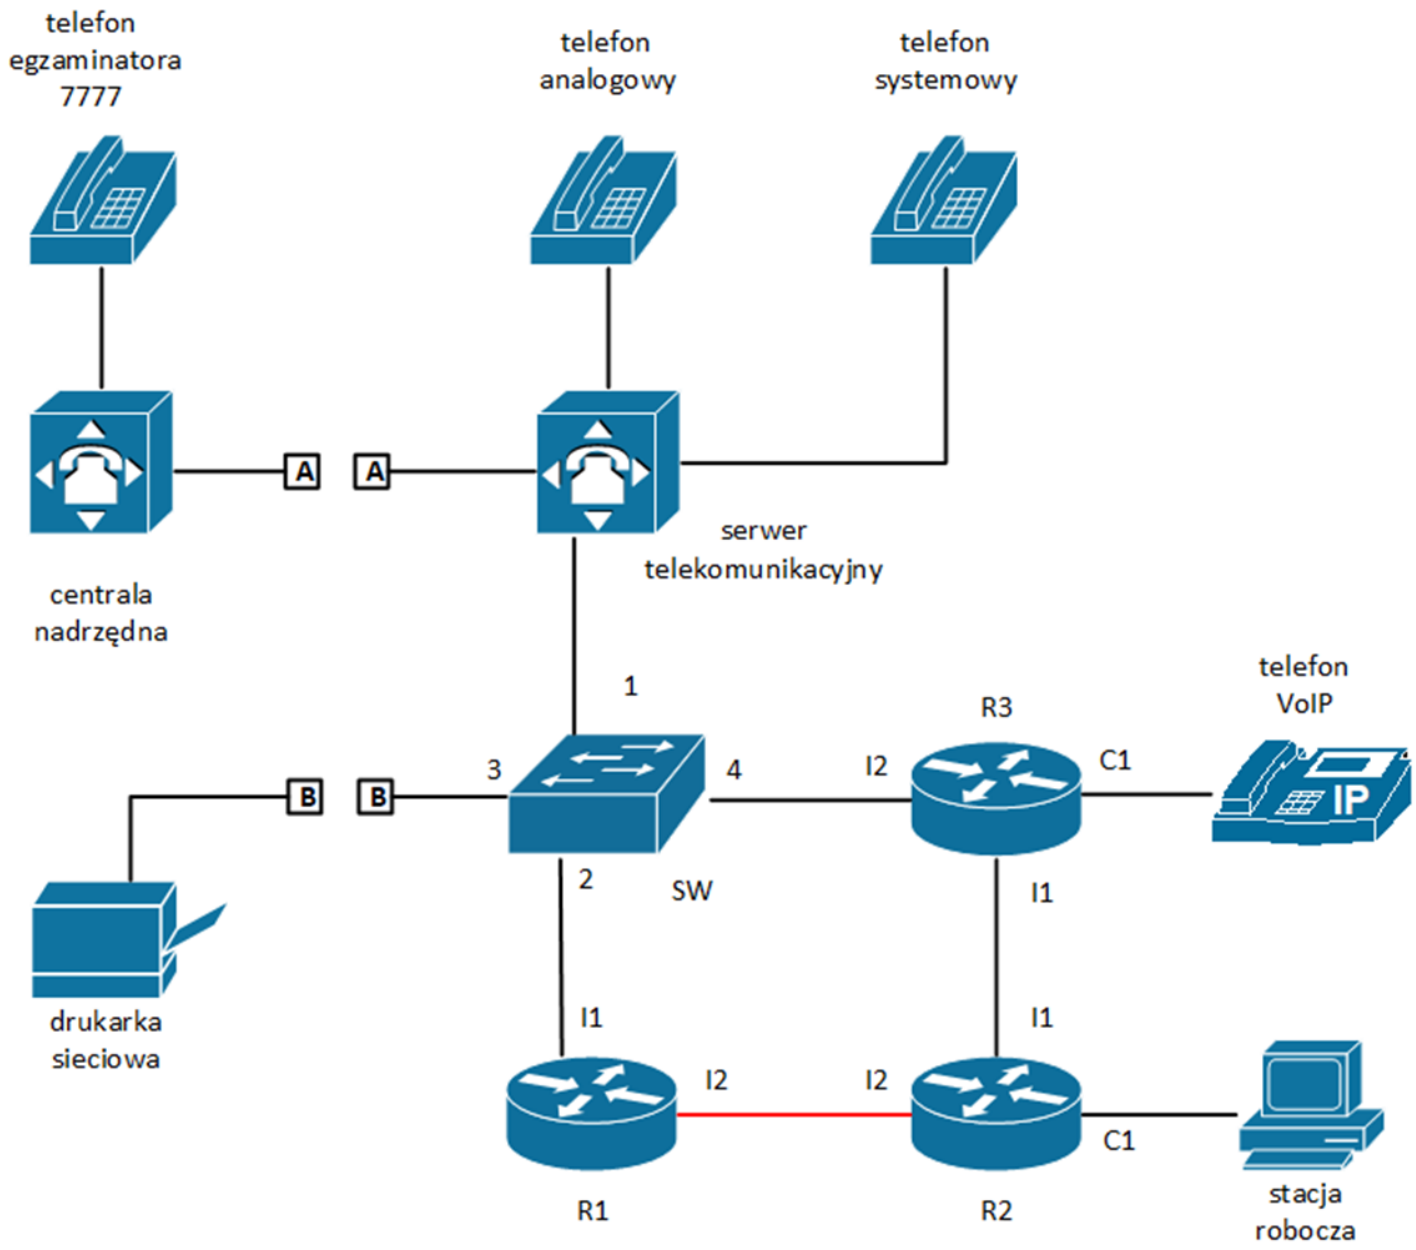 telefon
egzaminatora
7777
telefon
analogowy
telefon
systemowy
A
A
serwer
telekomunikacyjny
centrala
nadrzędna
1
telefon
VoIP
R3
3
4
I2
C1
B
B
IP
2
SW
I1
drukarka
sieciowa
I1
I1
I2
I2
C1
R1
R2
stacja
robocza